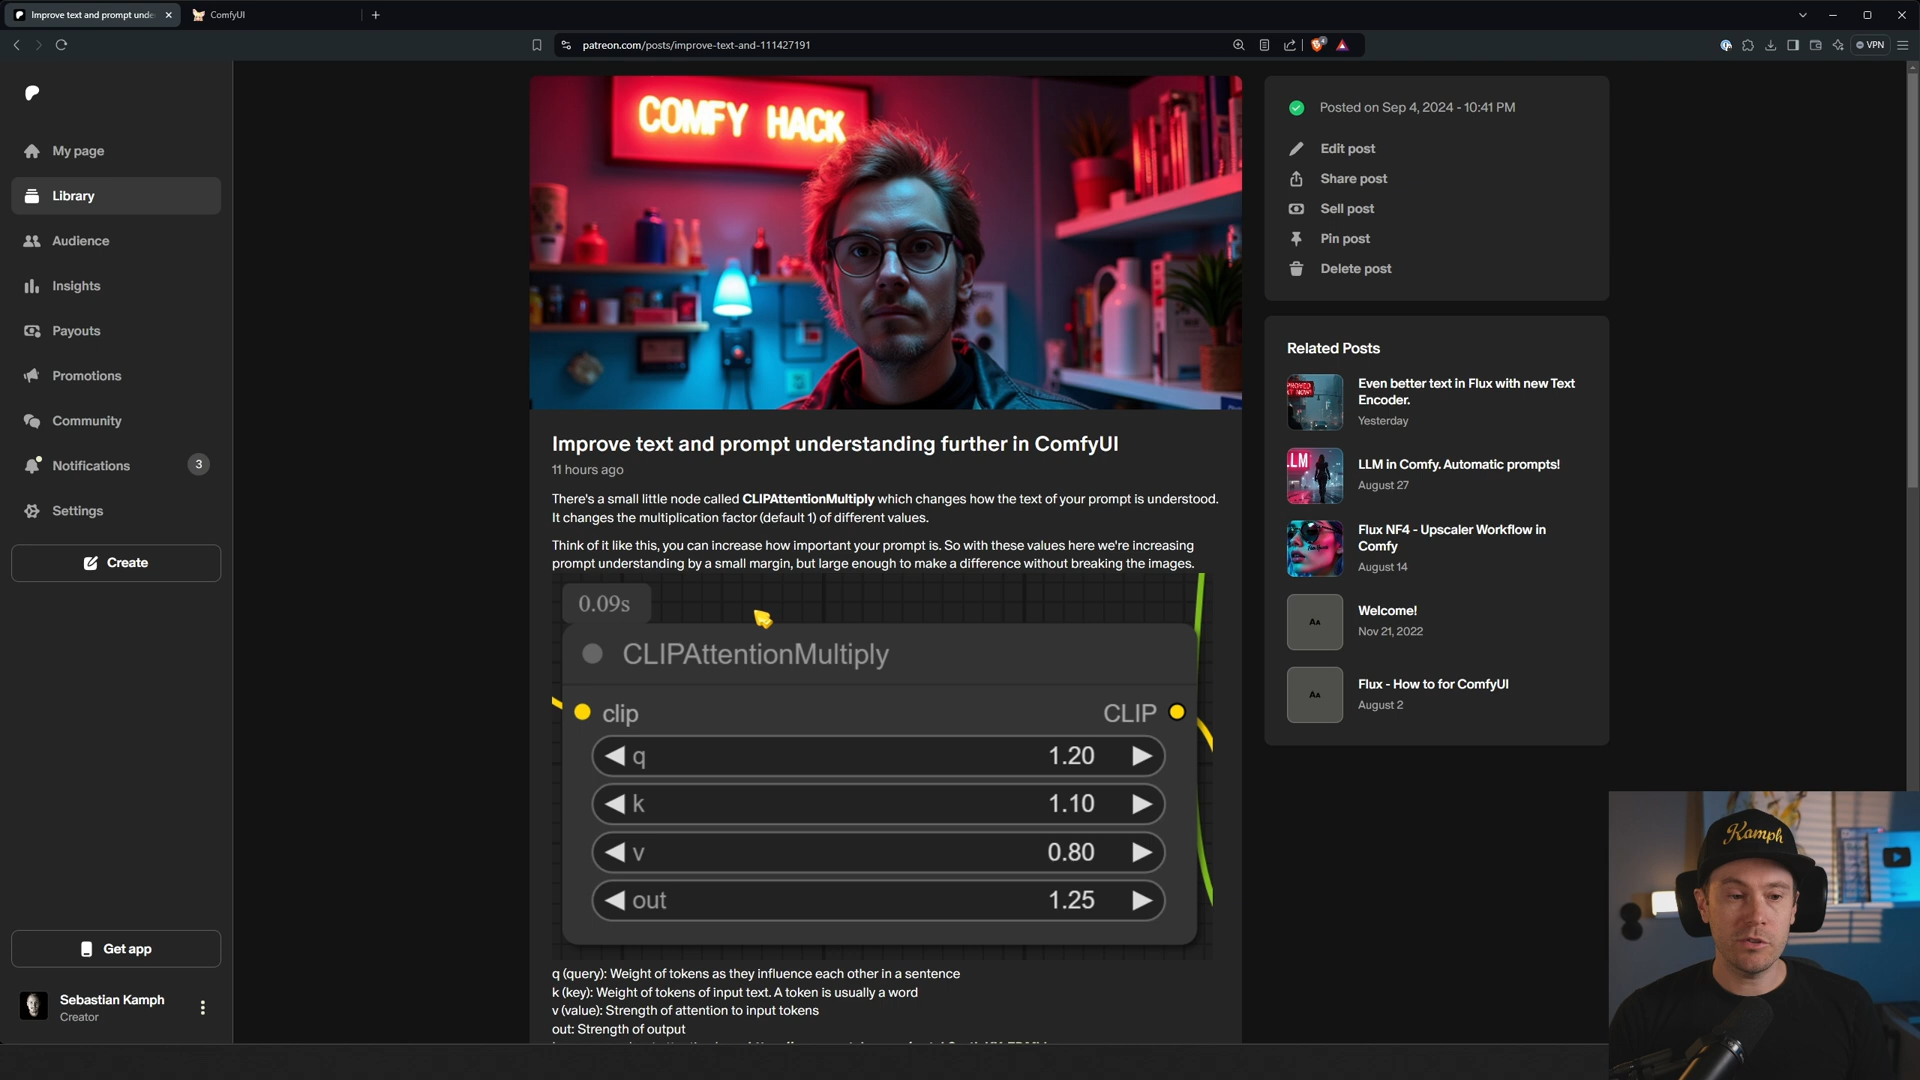 Improve text and prompt unde
ComfyUI
patreon.com/posts/improve-text-and-111427191
VPN
My page
Library
Audience
Insights
Payouts
Promotions
Community
Notifications
3
Settings
Create
Get app
Sebastian Kamph
Creator
COMFY HACK
Improve text and prompt understanding further in ComfyUI
11 hours ago
There's a small little node called CLIPAttentionMultiply which changes how the text of your prompt is understood.
It changes the multiplication factor (default 1) of different values.
Think of it like this, you can increase how important your prompt is. So with these values here we're increasing
prompt understanding by a small margin, but large enough to make a difference without breaking the images.
0.09s
CLIPAttentionMultiply
clip
CLIP
q
1.20
k
1.10
v
0.80
out
1.25
q (query): Weight of tokens as they influence each other in a sentence
k (key): Weight of tokens of input text. A token is usually a word
v (value): Strength of attention to input tokens
out: Strength of output
Posted on Sep 4, 2024 - 10:41 PM
Edit post
Share post
Sell post
Pin post
Delete post
Related Posts
Even better text in Flux with new Text
Encoder.
Yesterday
LLM
LLM in Comfy. Automatic prompts!
August 27
Flux NF4 - Upscaler Workflow in
Comfy
August 14
Aᴀ
Welcome!
Nov 21, 2022
Aᴀ
Flux - How to for ComfyUI
August 2
Kamph